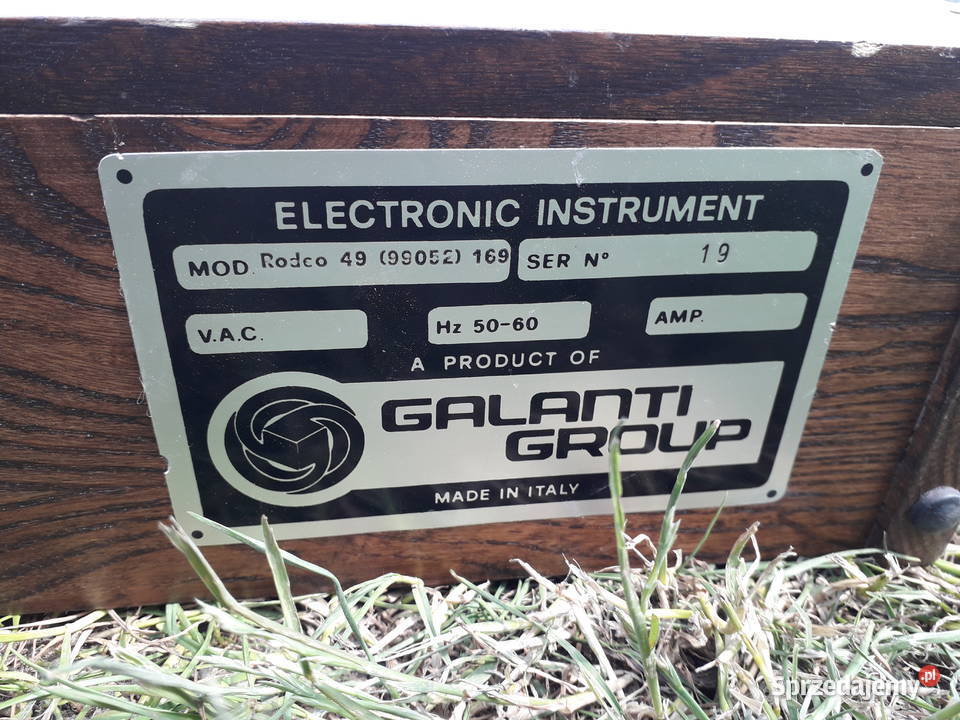 ELECTRONIC INSTRUMENT
MOD. Rodco 49 (99052) 169 SER Nº 19
V.A.C. Hz 50-60 AMP.
A PRODUCT OF
GALANTI
GROUP
MADE IN ITALY
Sprzedajemy.pl